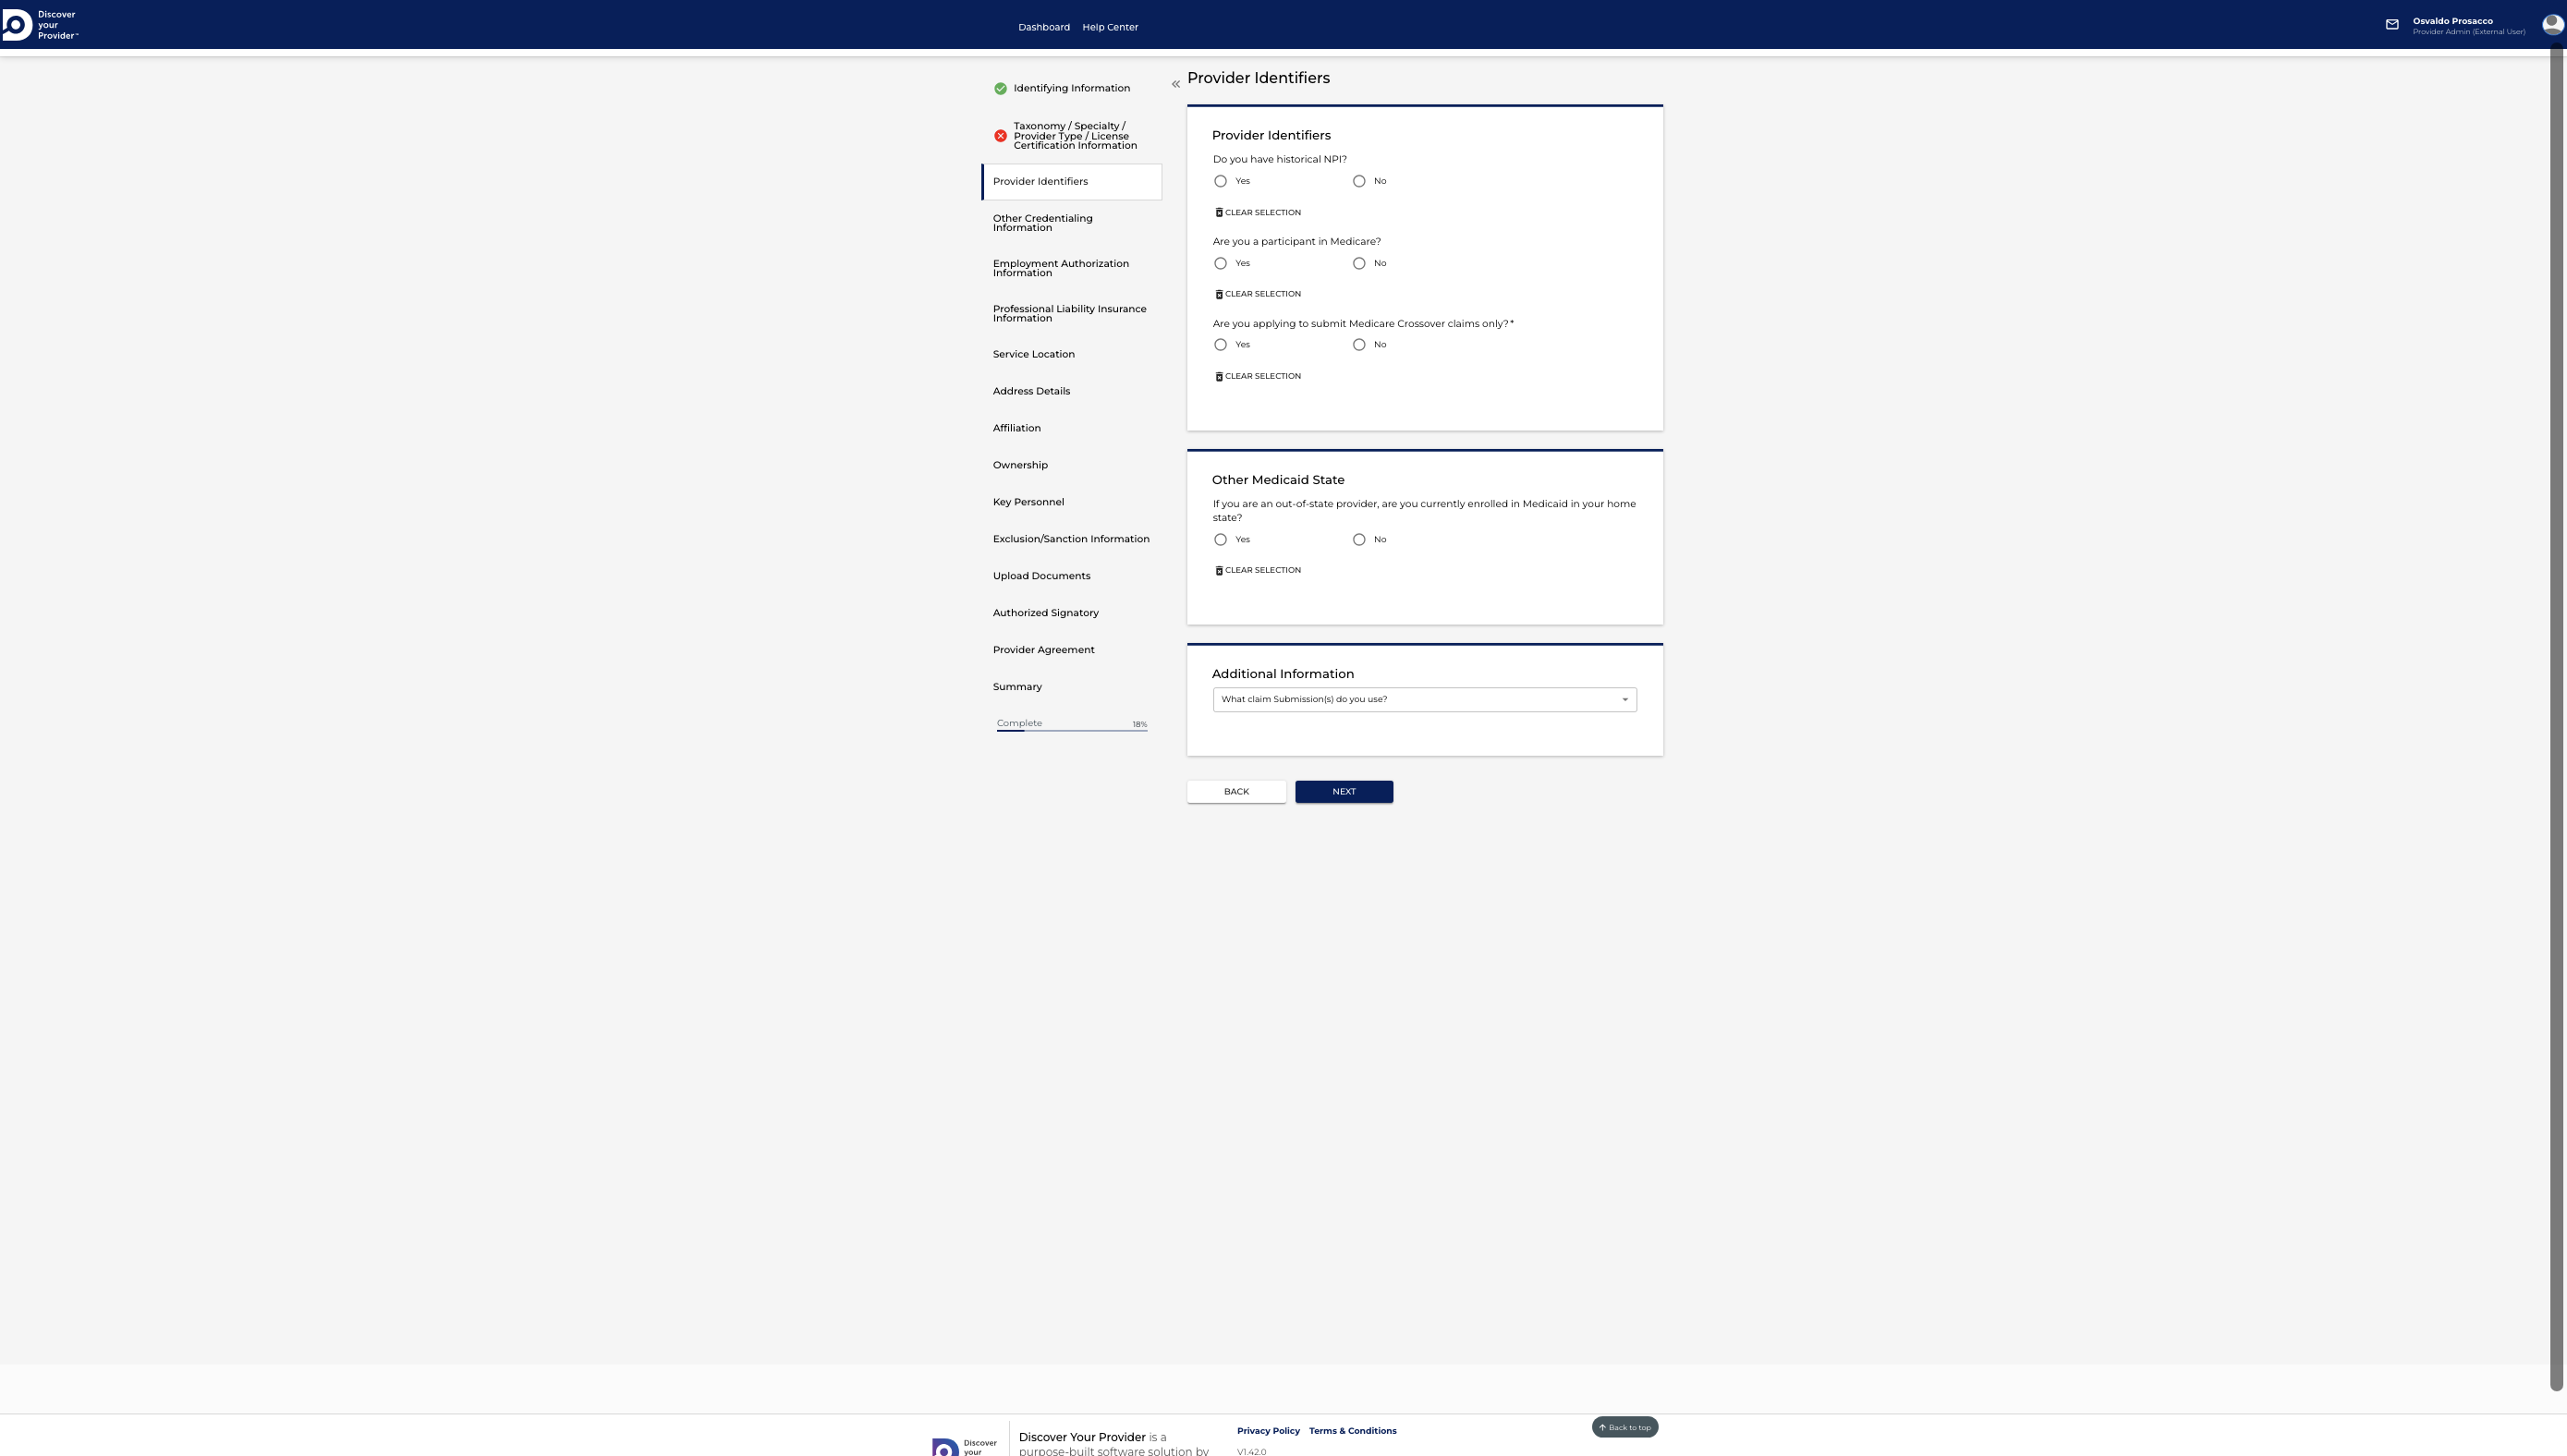 Discover
your
Provider™
Dashboard Help Center
Osvaldo Prosacco
Provider Admin (External User)
Identifying Information
Taxonomy / Specialty /
Provider Type / License
Certification Information
Provider Identifiers
Other Credentialing
Information
Employment Authorization
Information
Professional Liability Insurance
Information
Service Location
Address Details
Affiliation
Ownership
Key Personnel
Exclusion/Sanction Information
Upload Documents
Authorized Signatory
Provider Agreement
Summary
Complete 18%
Provider Identifiers
Provider Identifiers
Do you have historical NPI?
Yes No
CLEAR SELECTION
Are you a participant in Medicare?
Yes No
CLEAR SELECTION
Are you applying to submit Medicare Crossover claims only? *
Yes No
CLEAR SELECTION
Other Medicaid State
If you are an out-of-state provider, are you currently enrolled in Medicaid in your home
state?
Yes No
CLEAR SELECTION
Additional Information
What claim Submission(s) do you use?
BACK NEXT
Discover
your
Discover Your Provider is a
purpose-built software solution by
Privacy Policy Terms & Conditions
V1.42.0
Back to top